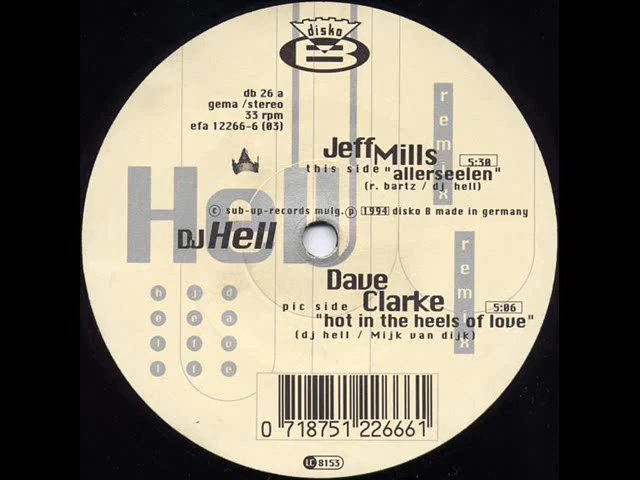 disko
B
db 26 a
gema /stereo
33 rpm
efa 12266-6 (03)
remix
Jeff Mills
this side "allerseelen" 5:30
(r. bartz / dj hell)
Hell
© sub-up-records mvlg. ℗ 1994 disko B made in germany
DJ Hell
remix
Dave
Clarke
pic side 5:06
"hot in the heels of love"
(dj hell / Mijk van dijk)
h j d
e e a
l f v
l f e
0 718751 226661
LC 8153